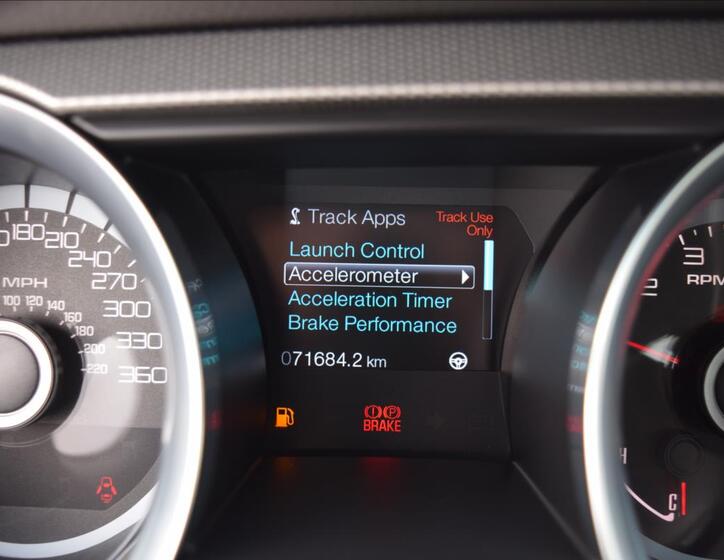 Track Apps
Track Use
Only
Launch Control
Accelerometer
Acceleration Timer
Brake Performance
071684.2 km
BRAKE
180
210
240
270
300
330
360
MPH
100
120
140
160
180
200
220
3
2
RPM
H
C